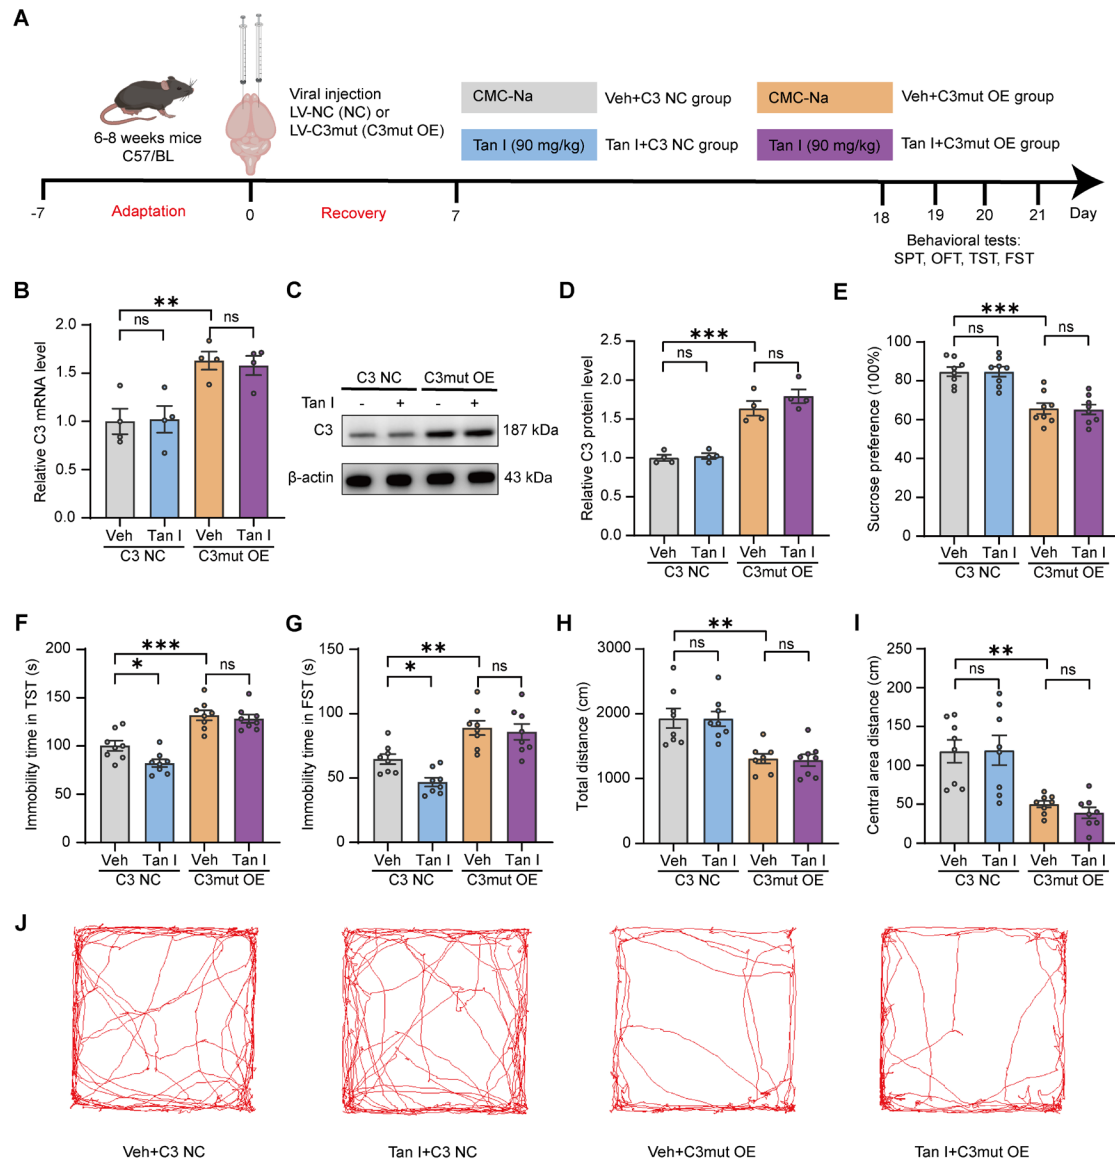 A
6-8 weeks mice
C57/BL
Viral injection
LV-NC (NC) or
LV-C3mut (C3mut OE)
CMC-Na
Veh+C3 NC group
CMC-Na
Veh+C3mut OE group
Tan I (90 mg/kg)
Tan I+C3 NC group
Tan I (90 mg/kg)
Tan I+C3mut OE group
Adaptation
Recovery
-7
0
7
18
19
20
21
Day
Behavioral tests:
SPT, OFT, TST, FST
B
Relative C3 mRNA level
2.0
1.5
1.0
0.5
0.0
**
ns
ns
Veh
Tan I
Veh
Tan I
C3 NC
C3mut OE
C
C3 NC
C3mut OE
Tan I
-
+
-
+
C3
187 kDa
β-actin
43 kDa
D
Relative C3 protein level
2.5
2.0
1.5
1.0
0.5
0.0
***
ns
ns
Veh
Tan I
Veh
Tan I
C3 NC
C3mut OE
E
Sucrose preference (100%)
100
80
60
40
20
0
***
ns
ns
Veh
Tan I
Veh
Tan I
C3 NC
C3mut OE
F
Immobility time in TST (s)
200
150
100
50
0
***
*
ns
Veh
Tan I
Veh
Tan I
C3 NC
C3mut OE
G
Immobility time in FST (s)
150
100
50
0
**
*
ns
Veh
Tan I
Veh
Tan I
C3 NC
C3mut OE
H
Total distance (cm)
3000
2000
1000
0
**
ns
ns
Veh
Tan I
Veh
Tan I
C3 NC
C3mut OE
I
Central area distance (cm)
250
200
150
100
50
0
**
ns
ns
Veh
Tan I
Veh
Tan I
C3 NC
C3mut OE
J
Veh+C3 NC
Tan I+C3 NC
Veh+C3mut OE
Tan I+C3mut OE